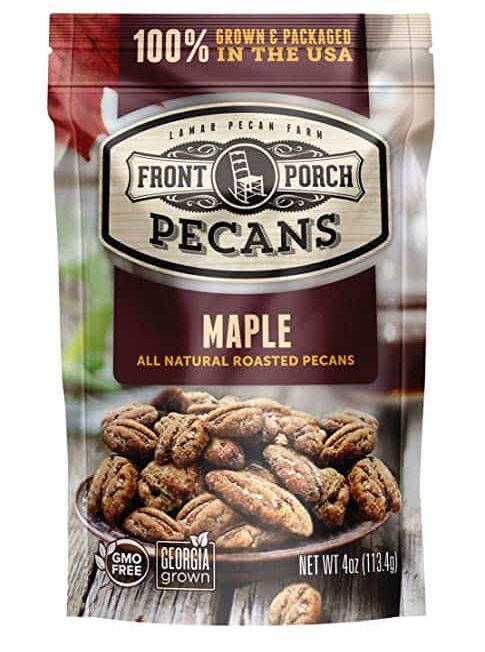 100% GROWN & PACKAGED
IN THE USA
LAMAR PECAN FARM
FRONT PORCH
PECANS
MAPLE
ALL NATURAL ROASTED PECANS
GMO
FREE
GEORGIA
grown
NET WT 4oz (113.4g)